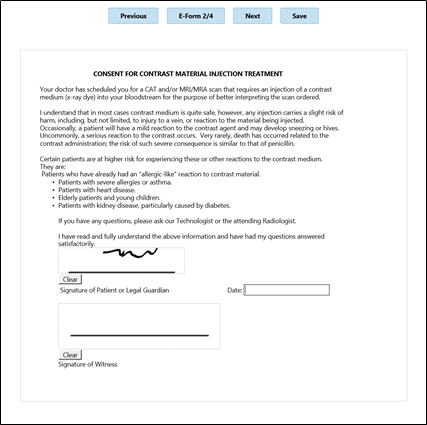 Previous E-Form 2/4 Next Save
CONSENT FOR CONTRAST MATERIAL INJECTION TREATMENT
Your doctor has scheduled you for a CAT and/or MRI/MRA scan that requires an injection of a contrast
medium (x-ray dye) into your bloodstream for the purpose of better interpreting the scan ordered.
I understand that in most cases contrast medium is quite safe, however, any injection carries a slight risk of
harm, including, but not limited, to injury to a vein, or reaction to the material being injected.
Occasionally, a patient will have a mild reaction to the contrast agent and may develop sneezing or hives.
Uncommonly, a serious reaction to the contrast occurs. Very rarely, death has occurred related to the
contrast administration; the risk of such severe consequence is similar to that of penicillin.
Certain patients are at higher risk for experiencing these or other reactions to the contrast medium.
They are:
Patients who have already had an "allergic-like" reaction to contrast material.
• Patients with severe allergies or asthma.
• Patients with heart disease.
• Elderly patients and young children.
• Patients with kidney disease, particularly caused by diabetes.
If you have any questions, please ask our Technologist or the attending Radiologist.
I have read and fully understand the above information and have had my questions answered
satisfactorily.
Clear
Signature of Patient or Legal Guardian Date:
Clear
Signature of Witness